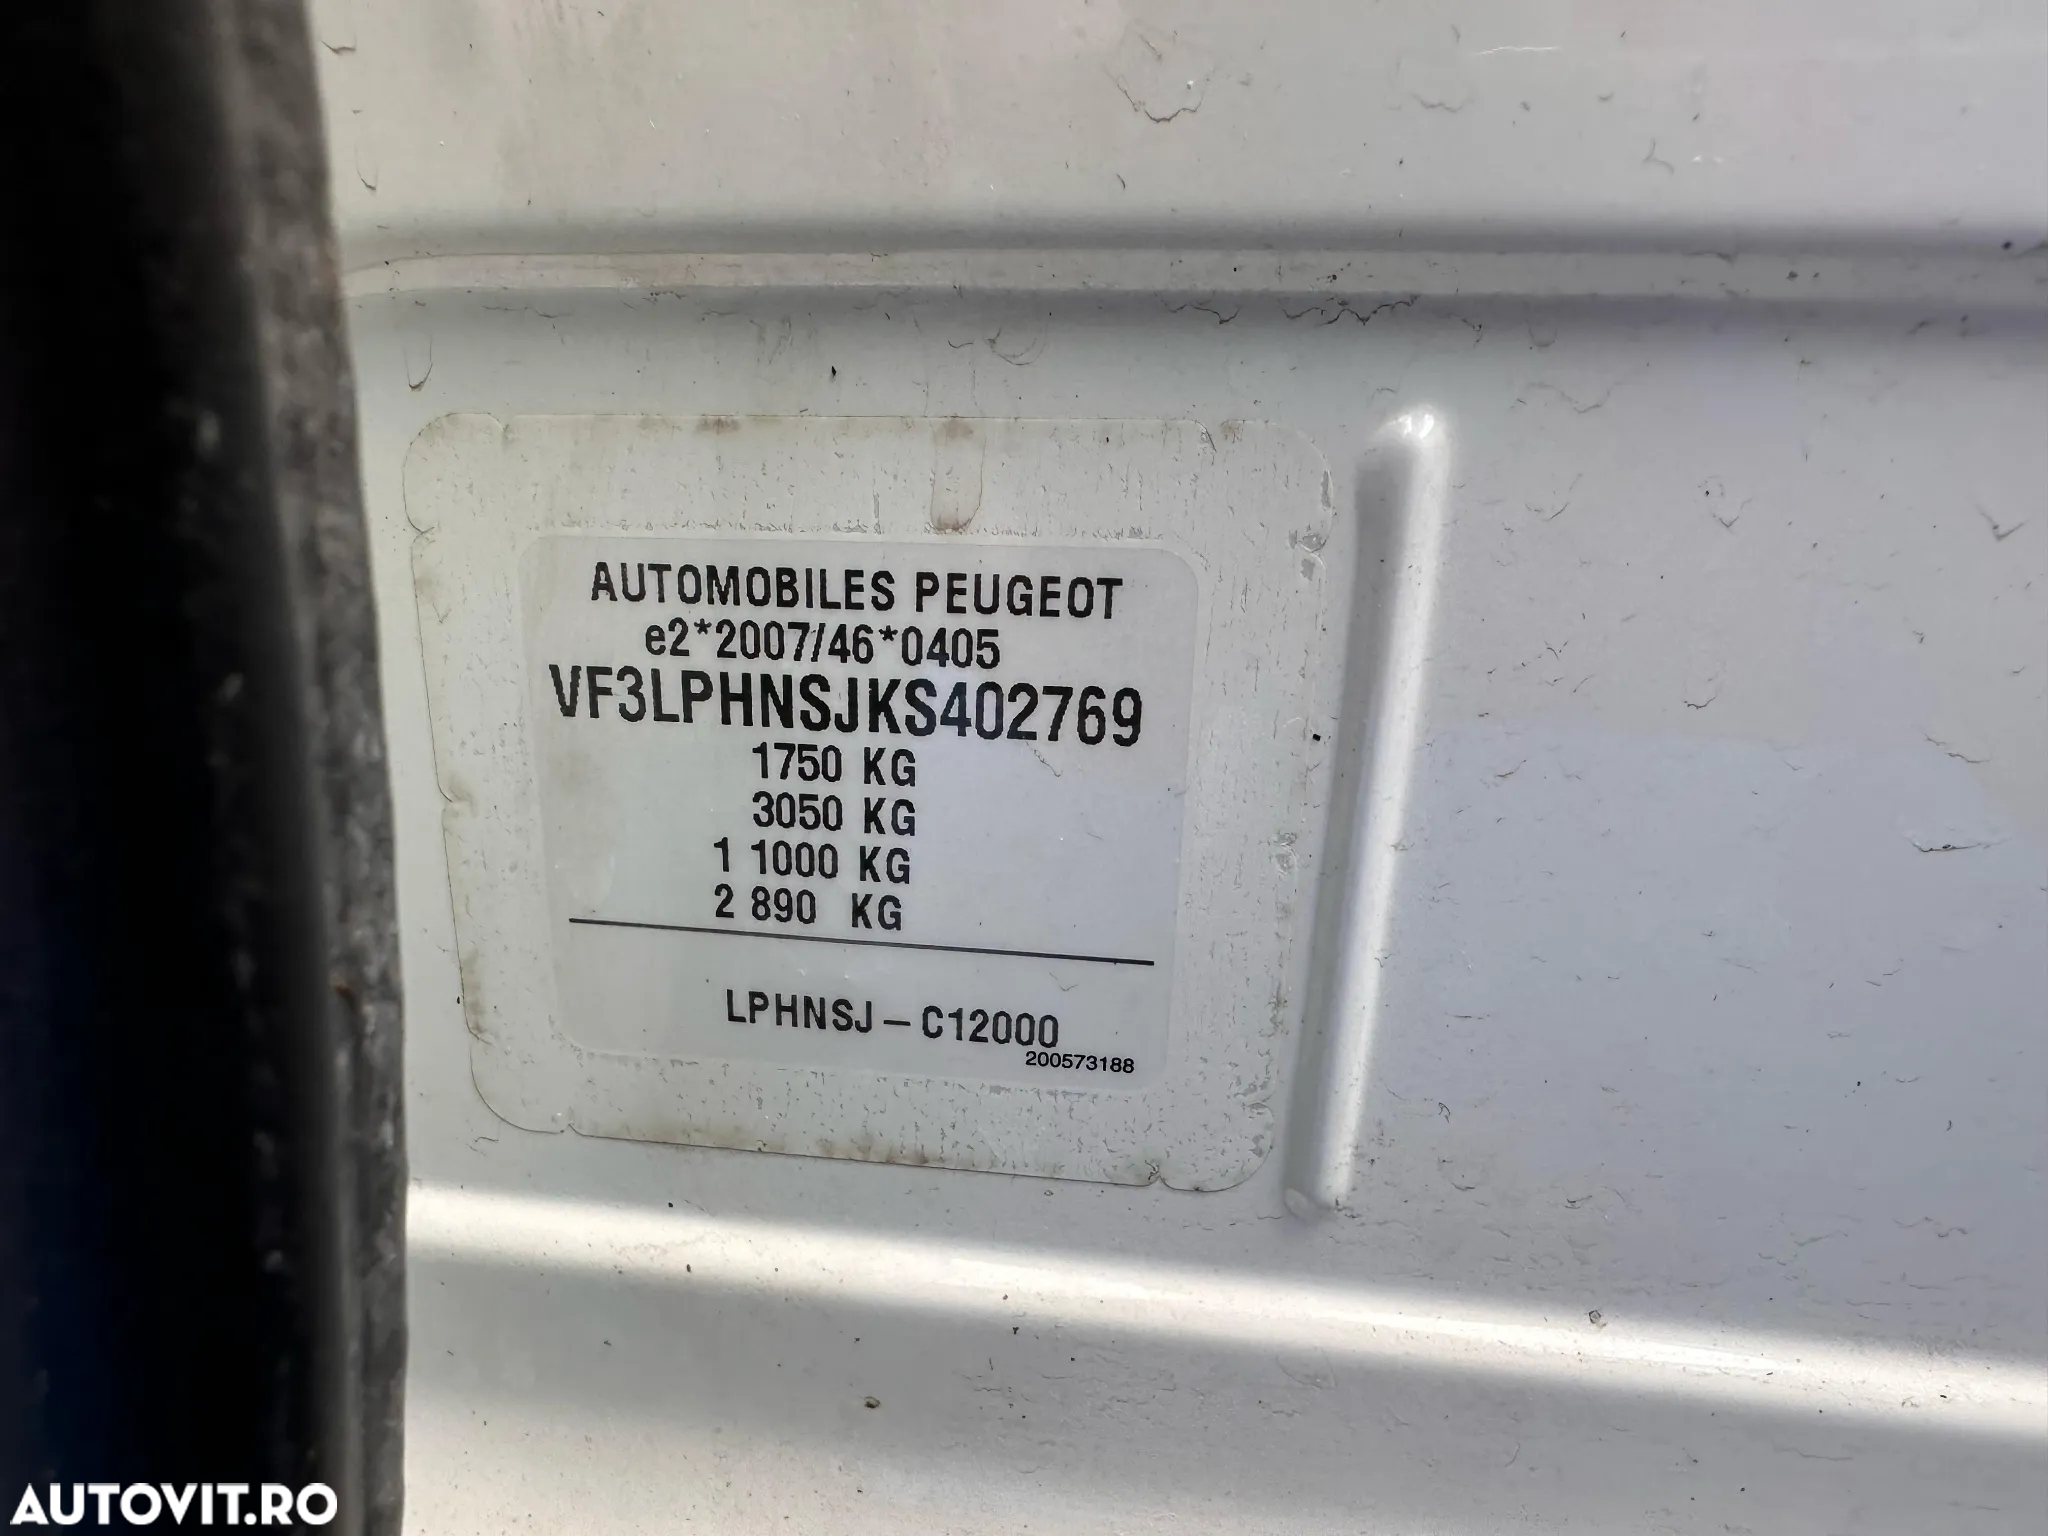 AUTOMOBILES PEUGEOT
e2*2007/46*0405
VF3LPHNSJKS402769
1750 KG
3050 KG
1 1000 KG
2 890 KG
LPHNSJ – C12000
200573188
AUTOVIT.RO